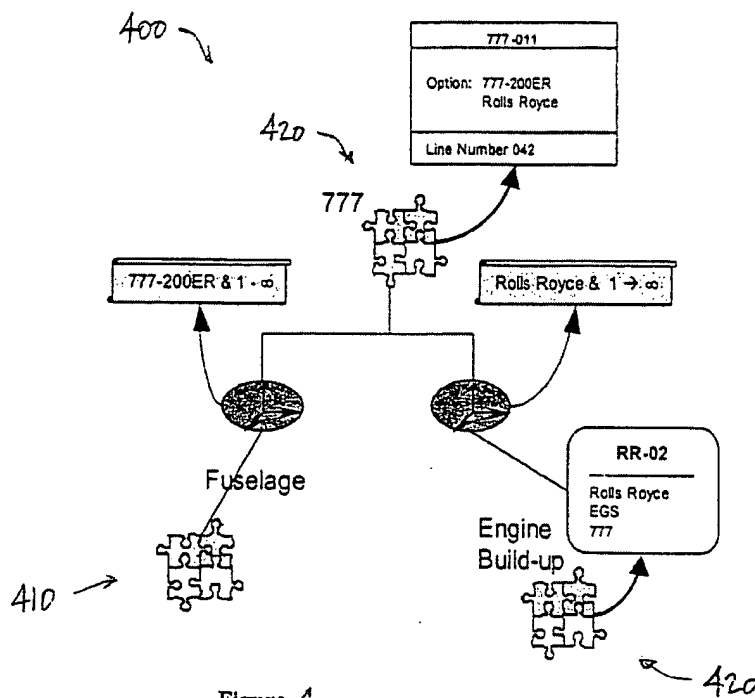 400
777-011
Option: 777-200ER
Rolls Royce
Line Number 042
420
777
777-200ER & 1 - ∞
Rolls Royce & 1 → ∞
Fuselage
RR-02
Rolls Royce
EGS
777
Engine
Build-up
410
420
Figure 4